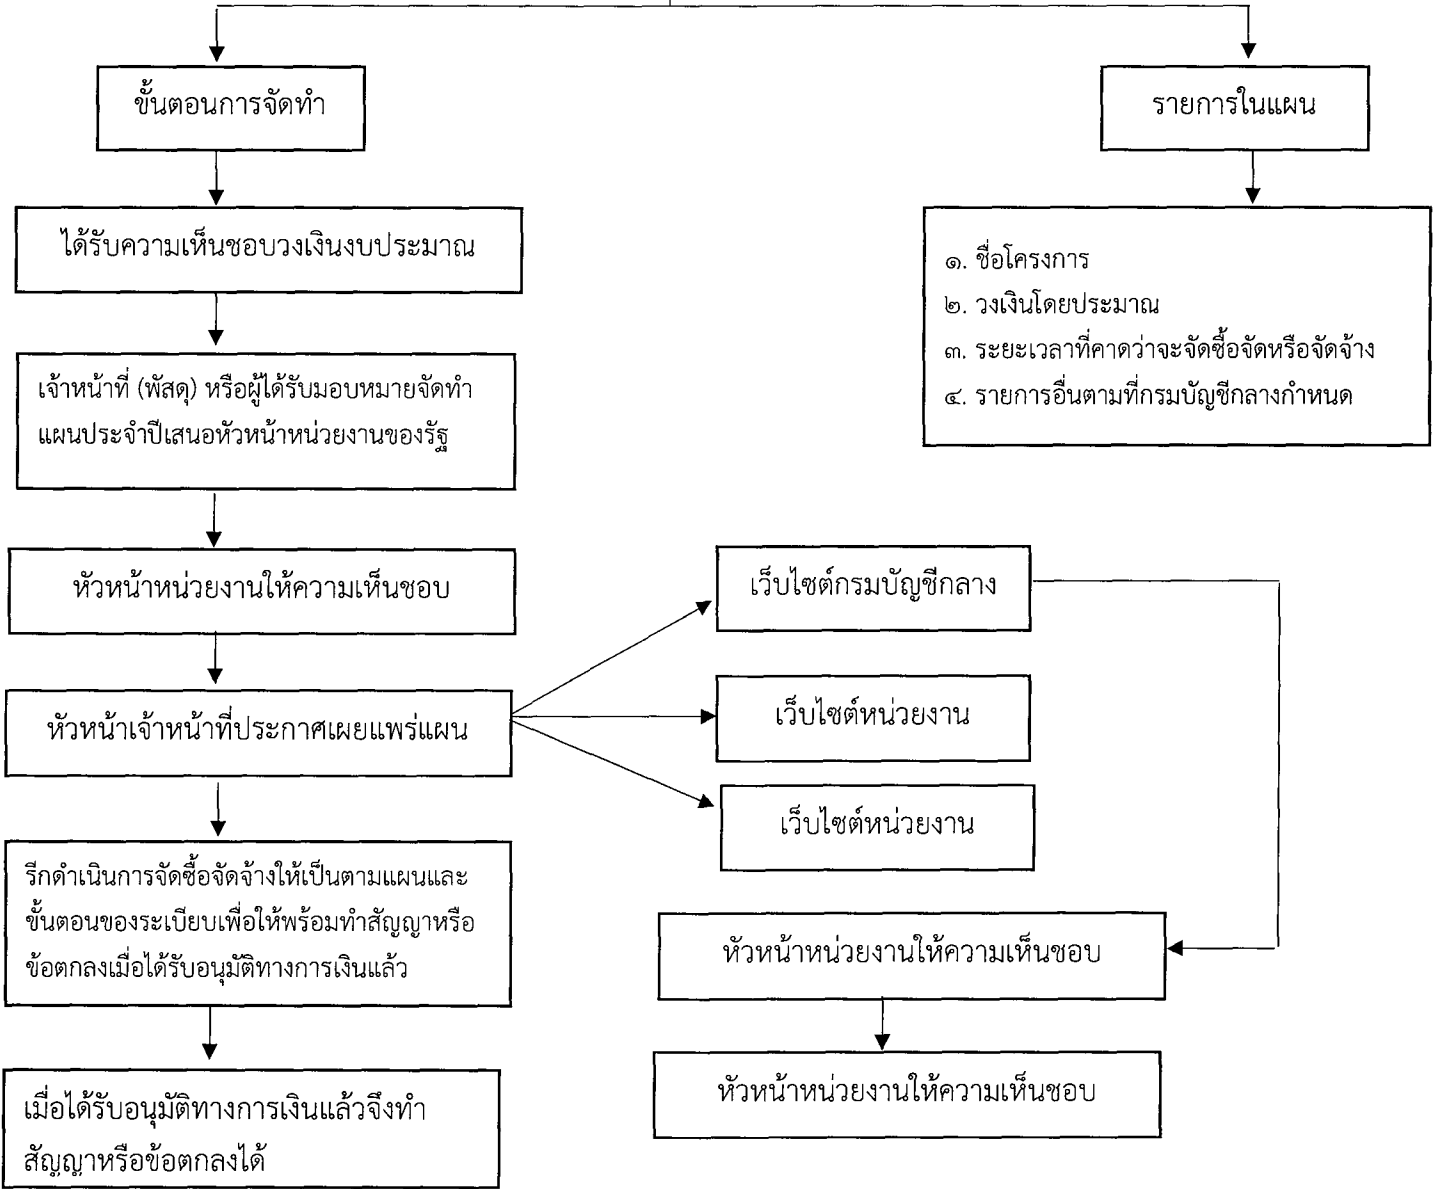 ขั้นตอนการจัดทำ
รายการในแผน
ได้รับความเห็นชอบวงเงินงบประมาณ
๑. ชื่อโครงการ
๒. วงเงินโดยประมาณ
๓. ระยะเวลาที่คาดว่าจะจัดซื้อจัดหรือจัดจ้าง
๔. รายการอื่นตามที่กรมบัญชีกลางกำหนด
เจ้าหน้าที่ (พัสดุ) หรือผู้ได้รับมอบหมายจัดทำ
แผนประจำปีเสนอหัวหน้าหน่วยงานของรัฐ
หัวหน้าหน่วยงานให้ความเห็นชอบ
เว็บไซต์กรมบัญชีกลาง
หัวหน้าเจ้าหน้าที่ประกาศเผยแพร่แผน
เว็บไซต์หน่วยงาน
เว็บไซต์หน่วยงาน
รีกดำเนินการจัดซื้อจัดจ้างให้เป็นตามแผนและ
ขั้นตอนของระเบียบเพื่อให้พร้อมทำสัญญาหรือ
ข้อตกลงเมื่อได้รับอนุมัติทางการเงินแล้ว
หัวหน้าหน่วยงานให้ความเห็นชอบ
หัวหน้าหน่วยงานให้ความเห็นชอบ
เมื่อได้รับอนุมัติทางการเงินแล้วจึงทำ
สัญญาหรือข้อตกลงได้